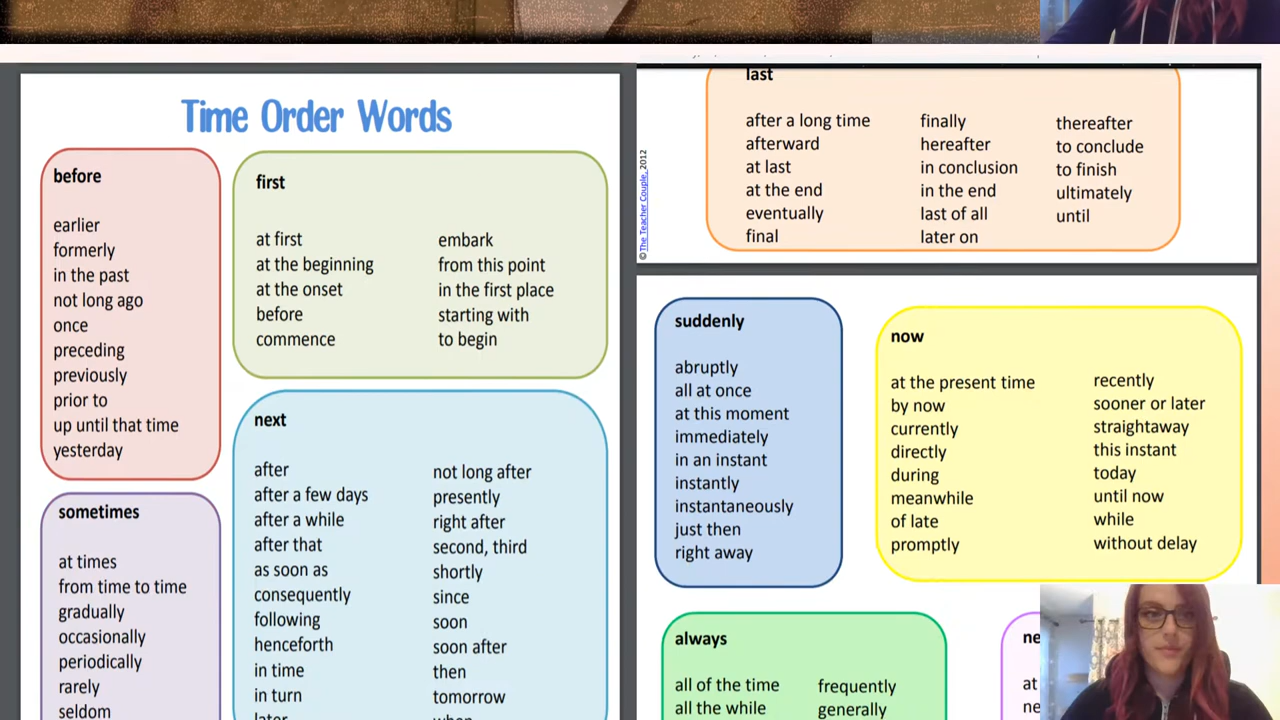 Time Order Words
before
earlier
formerly
in the past
not long ago
once
preceding
previously
prior to
up until that time
yesterday
first
at first
at the beginning
at the onset
before
commence
embark
from this point
in the first place
starting with
to begin
sometimes
at times
from time to time
gradually
occasionally
periodically
rarely
seldom
next
after
after a few days
after a while
after that
as soon as
consequently
following
henceforth
in time
in turn
later
not long after
presently
right after
second, third
shortly
since
soon
soon after
then
tomorrow
when
©The Teacher Couple, 2012
last
after a long time
afterward
at last
at the end
eventually
final
finally
hereafter
in conclusion
in the end
last of all
later on
thereafter
to conclude
to finish
ultimately
until
suddenly
abruptly
all at once
at this moment
immediately
in an instant
instantly
instantaneously
just then
right away
now
at the present time
by now
currently
directly
during
meanwhile
of late
promptly
recently
sooner or later
straightaway
this instant
today
until now
while
without delay
always
all of the time
all the while
frequently
generally
ne
at
ne